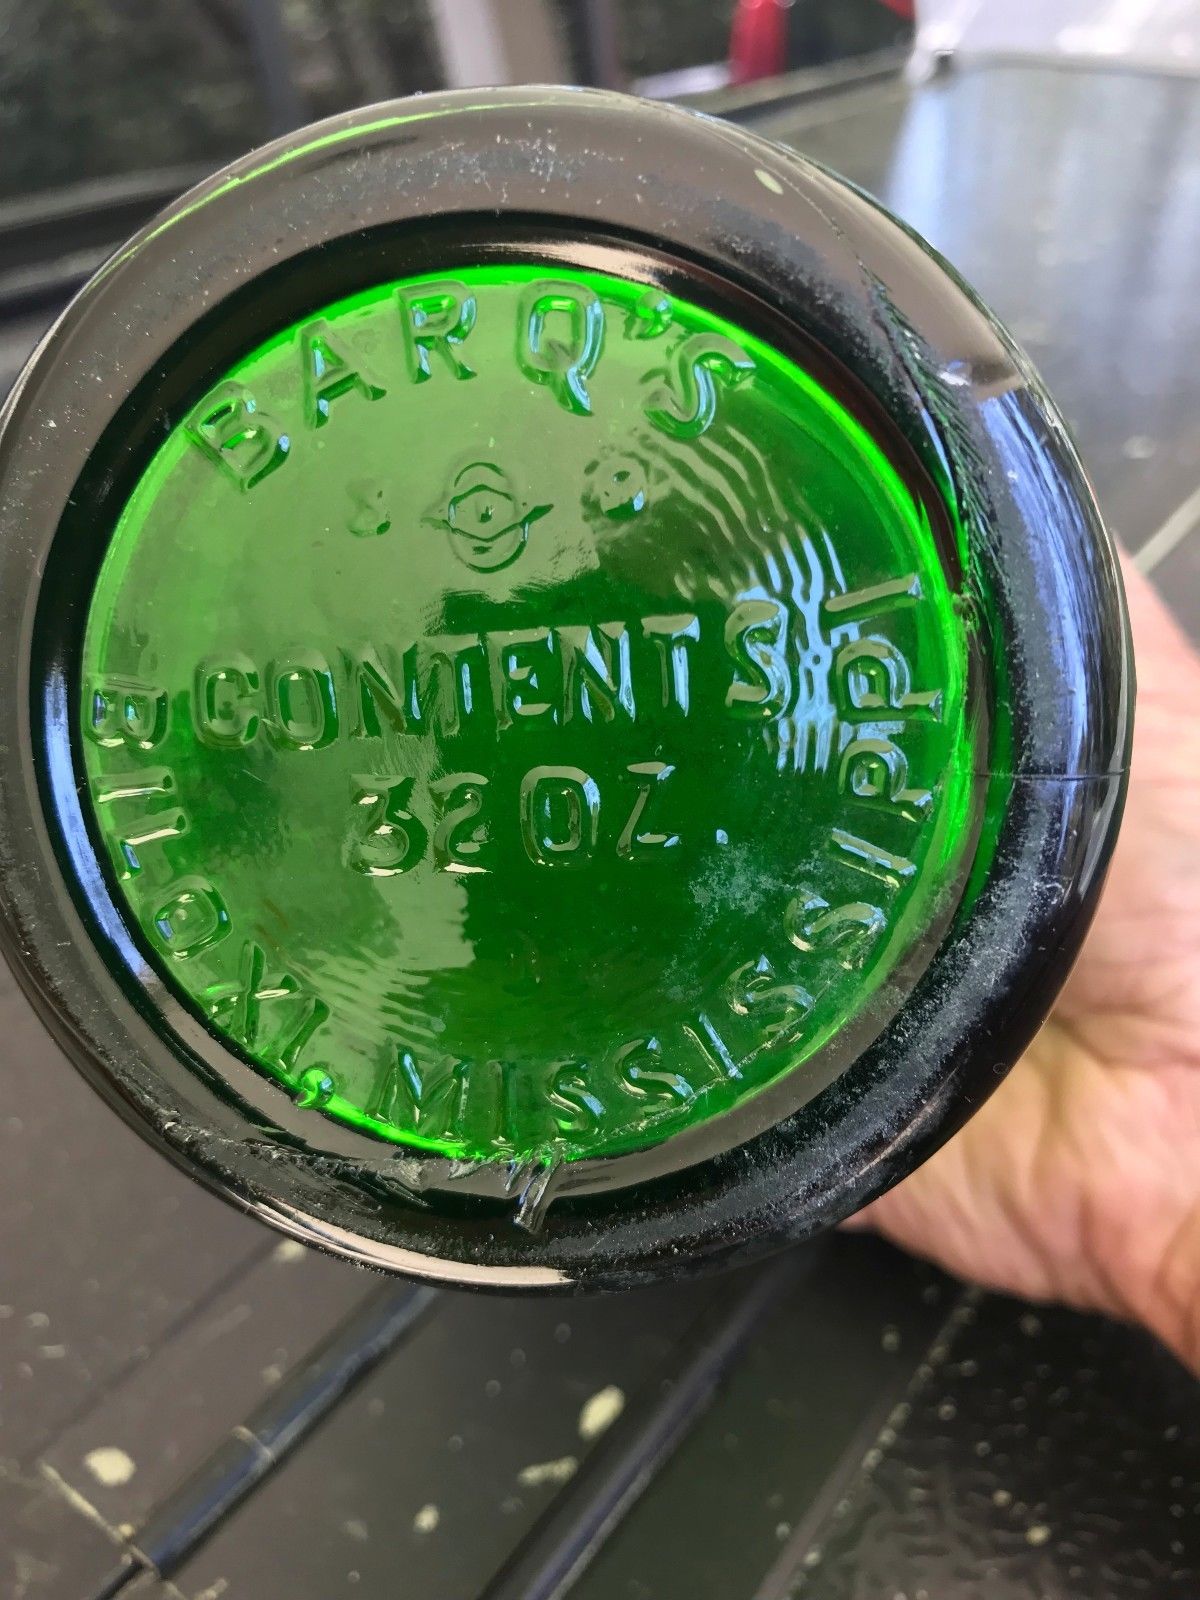 BARQ'S
CONTENTS
32 OZ.
BILOXI, MISSISSIPPI